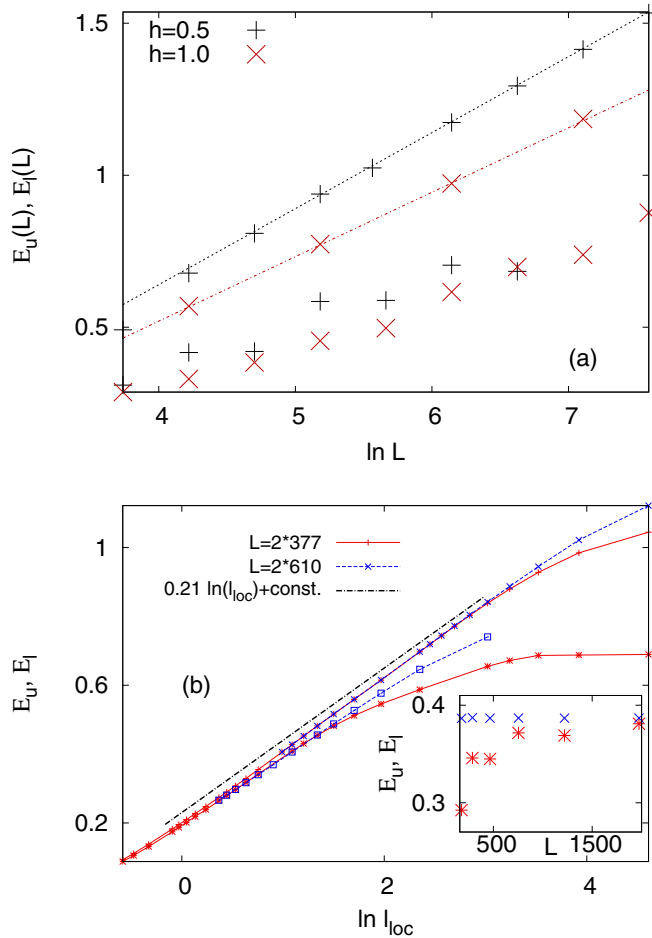 1.5
1
0.5
E_u(L), E_l(L)
h=0.5
h=1.0
(a)
4 5 6 7
ln L
1
0.6
0.2
E_u, E_l
L=2*377
L=2*610
0.21 ln(l_loc)+const.
(b)
0.4
0.3
E_u, E_l
500 L 1500
0 2 4
ln l_loc